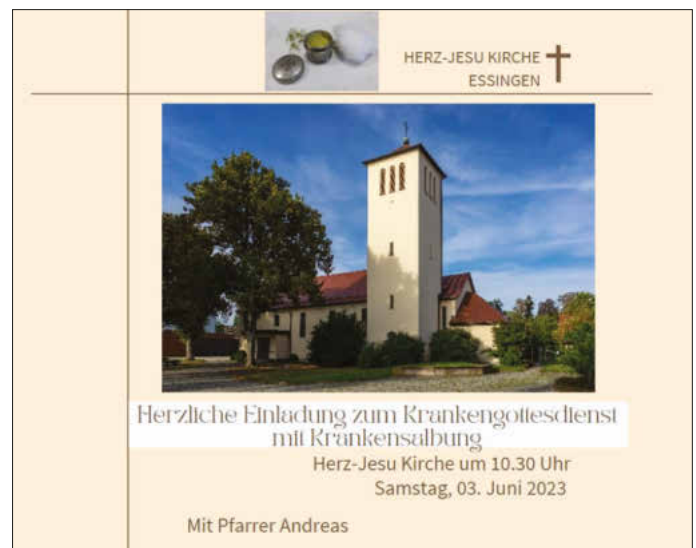 HERZ-JESU KIRCHE
ESSINGEN
Herzliche Einladung zum Krankengottesdienst
mit Krankensalbung
Herz-Jesu Kirche um 10.30 Uhr
Samstag, 03. Juni 2023
Mit Pfarrer Andreas